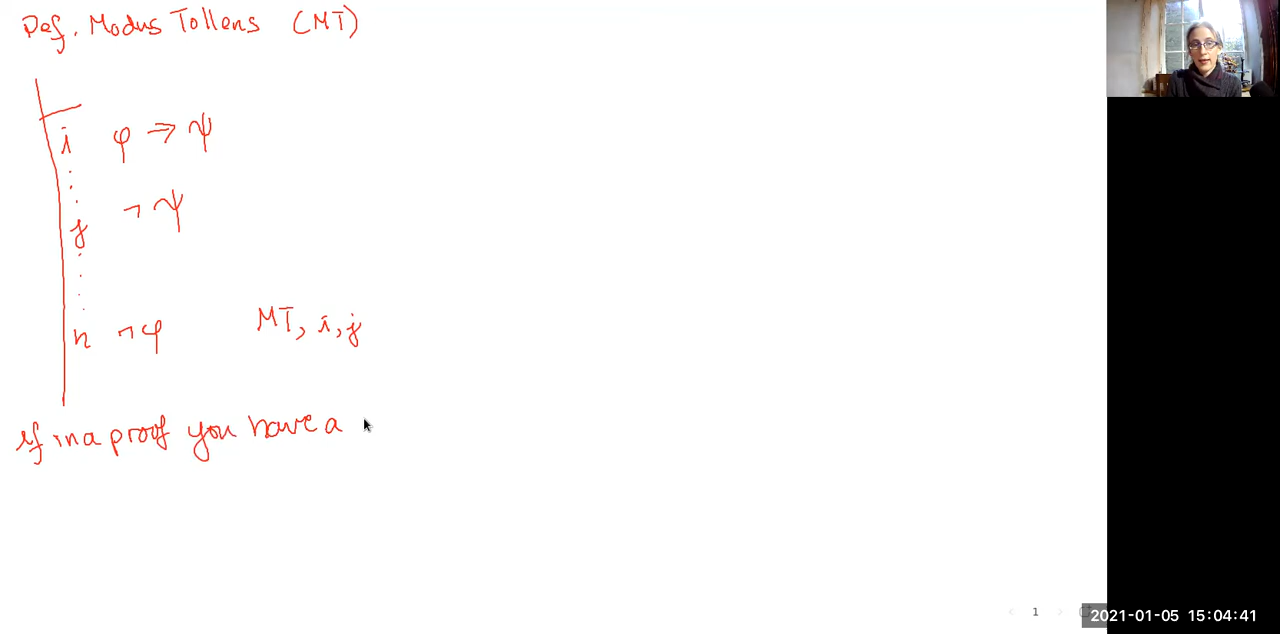 Def. Modus Tollens (MT)
i φ → ψ
⋮
j ¬ψ
⋮
n ¬φ MT, i, j
if in a proof you have a
1
2021-01-05 15:04:41